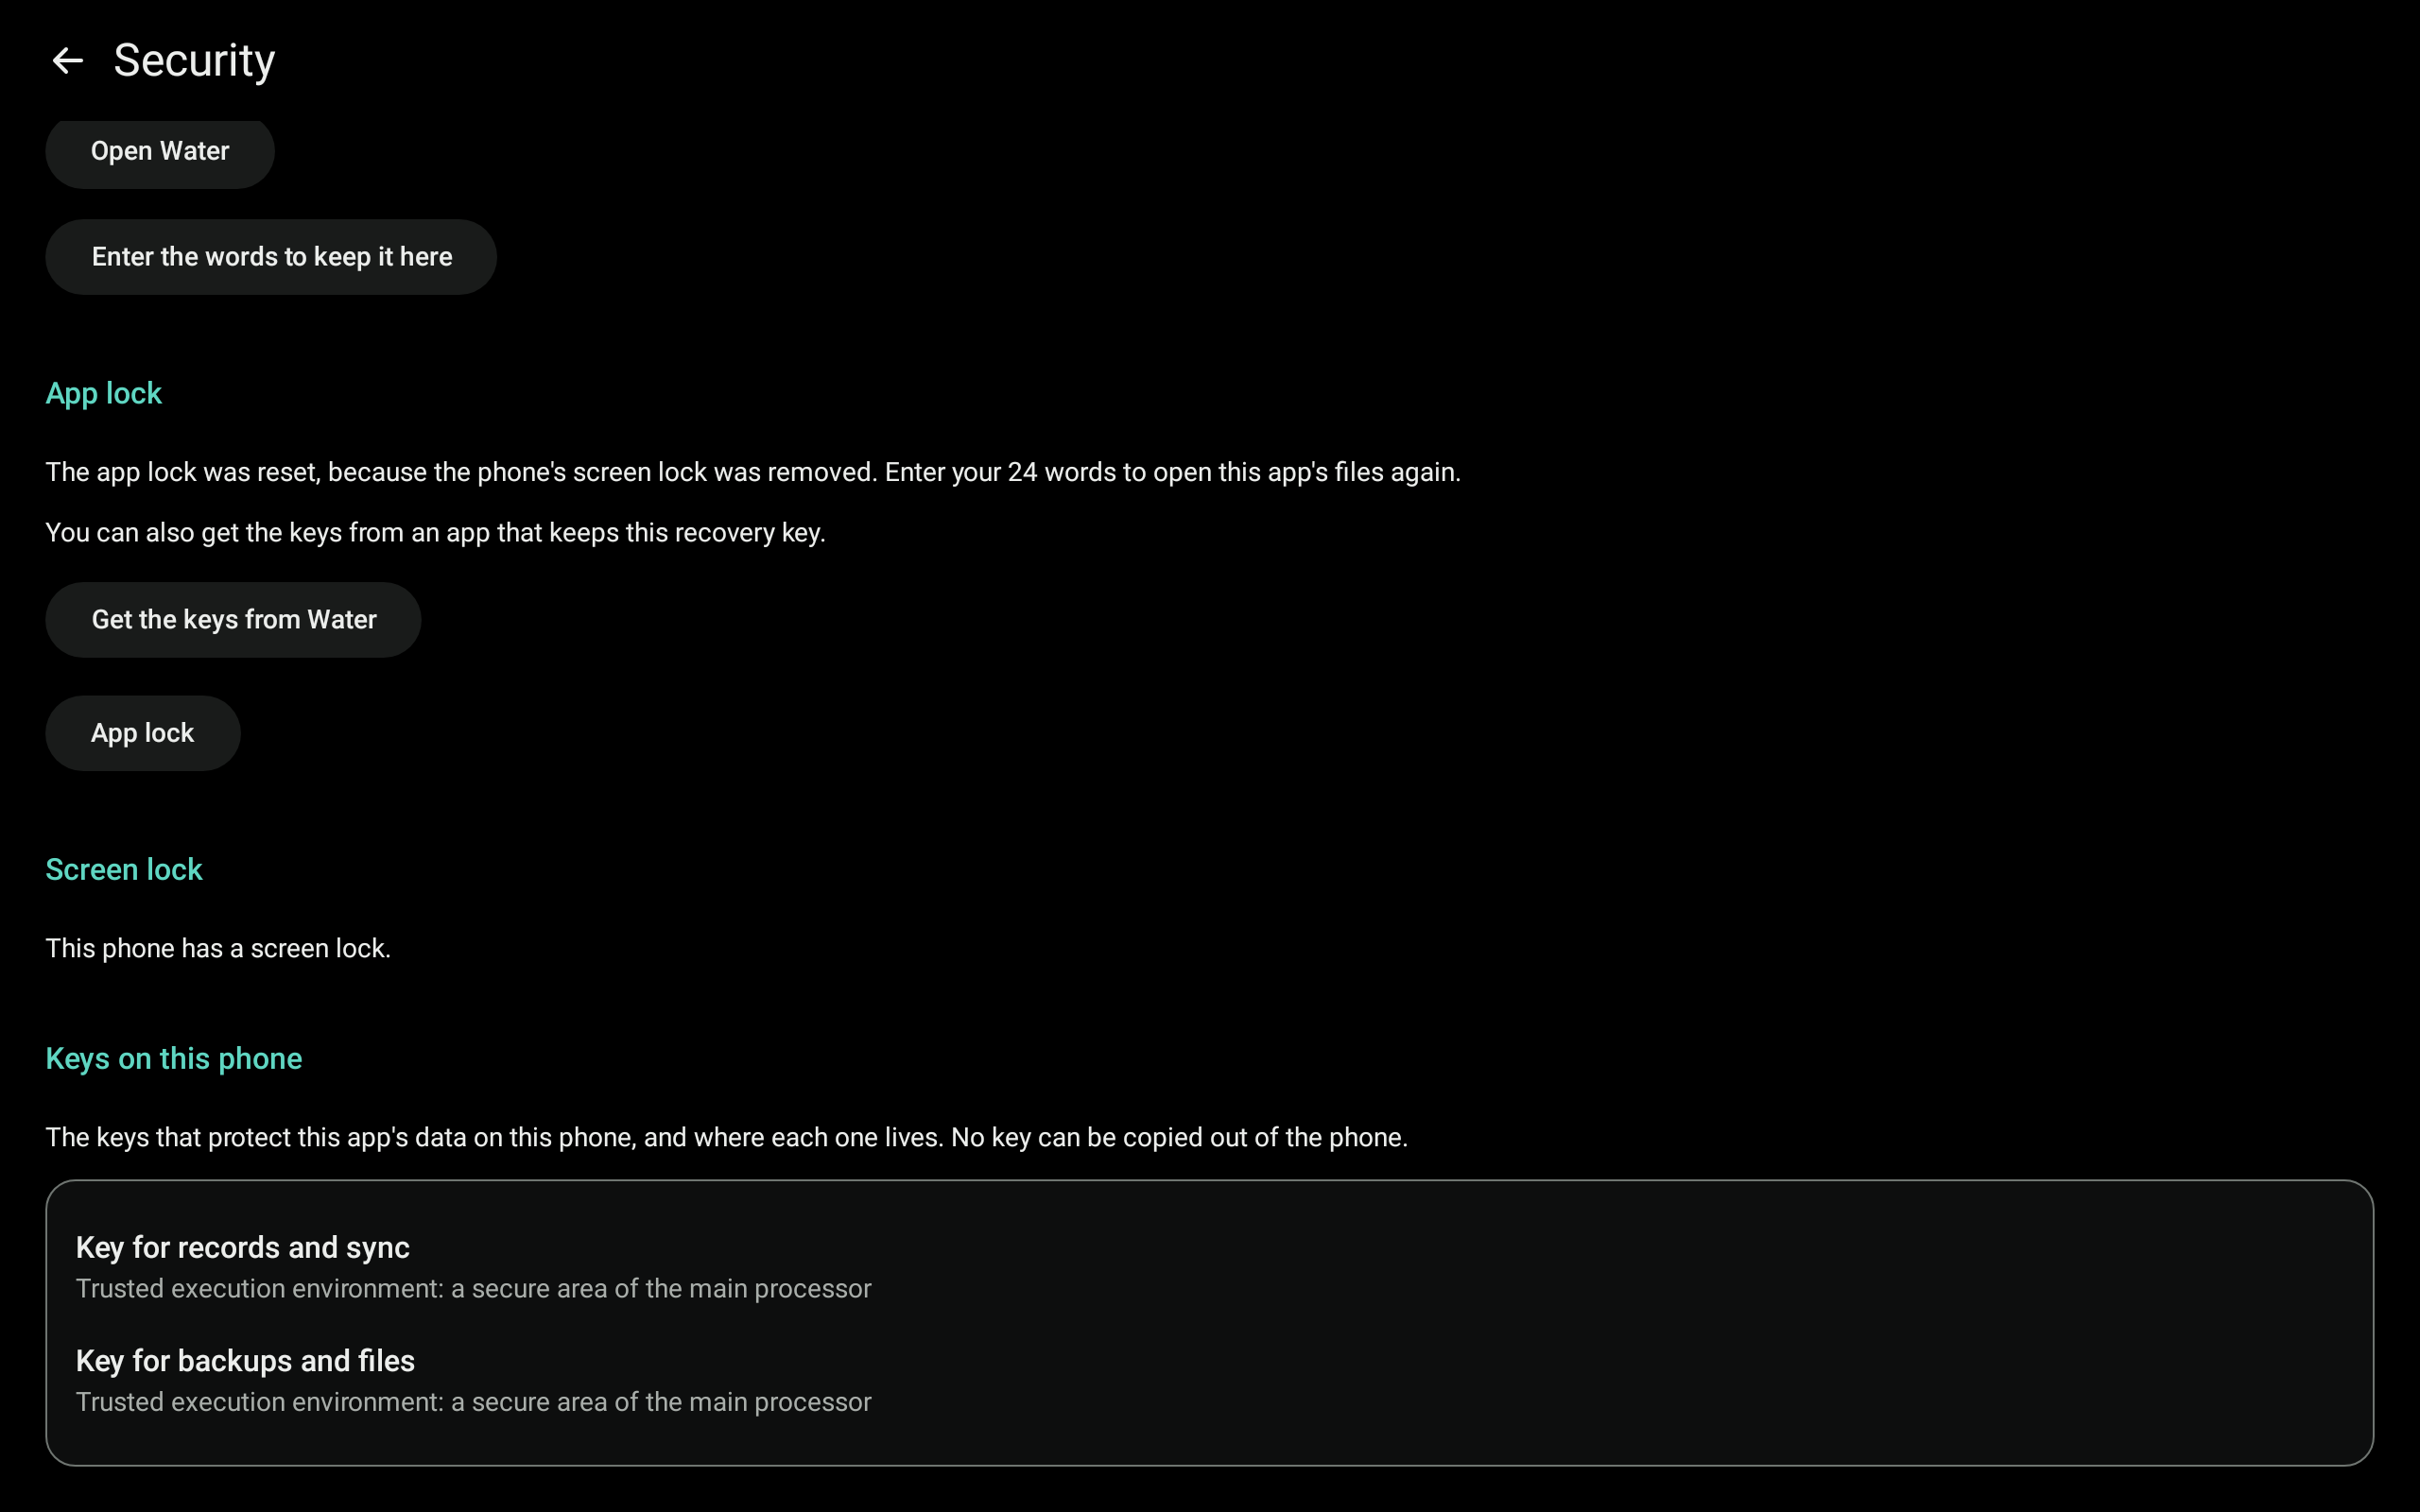 Security
Open Water
Enter the words to keep it here
App lock
The app lock was reset, because the phone's screen lock was removed. Enter your 24 words to open this app's files again.
You can also get the keys from an app that keeps this recovery key.
Get the keys from Water
App lock
Screen lock
This phone has a screen lock.
Keys on this phone
The keys that protect this app's data on this phone, and where each one lives. No key can be copied out of the phone.
Key for records and sync
Trusted execution environment: a secure area of the main processor
Key for backups and files
Trusted execution environment: a secure area of the main processor